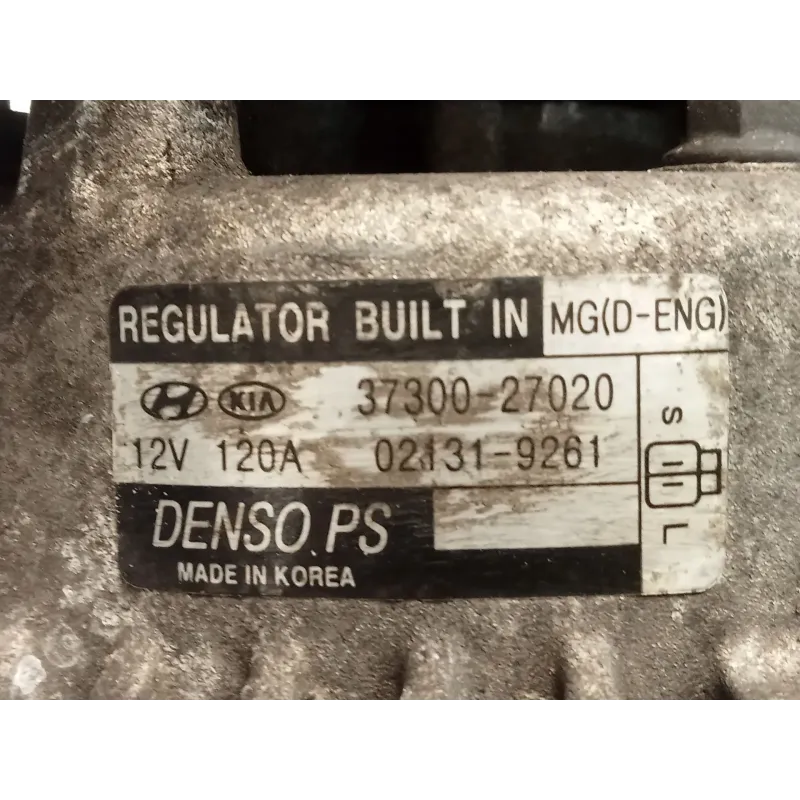 REGULATOR BUILT IN MG(D-ENG)
KIA 37300-27020
12V 120A 02131-9261
S
L
DENSO PS
MADE IN KOREA